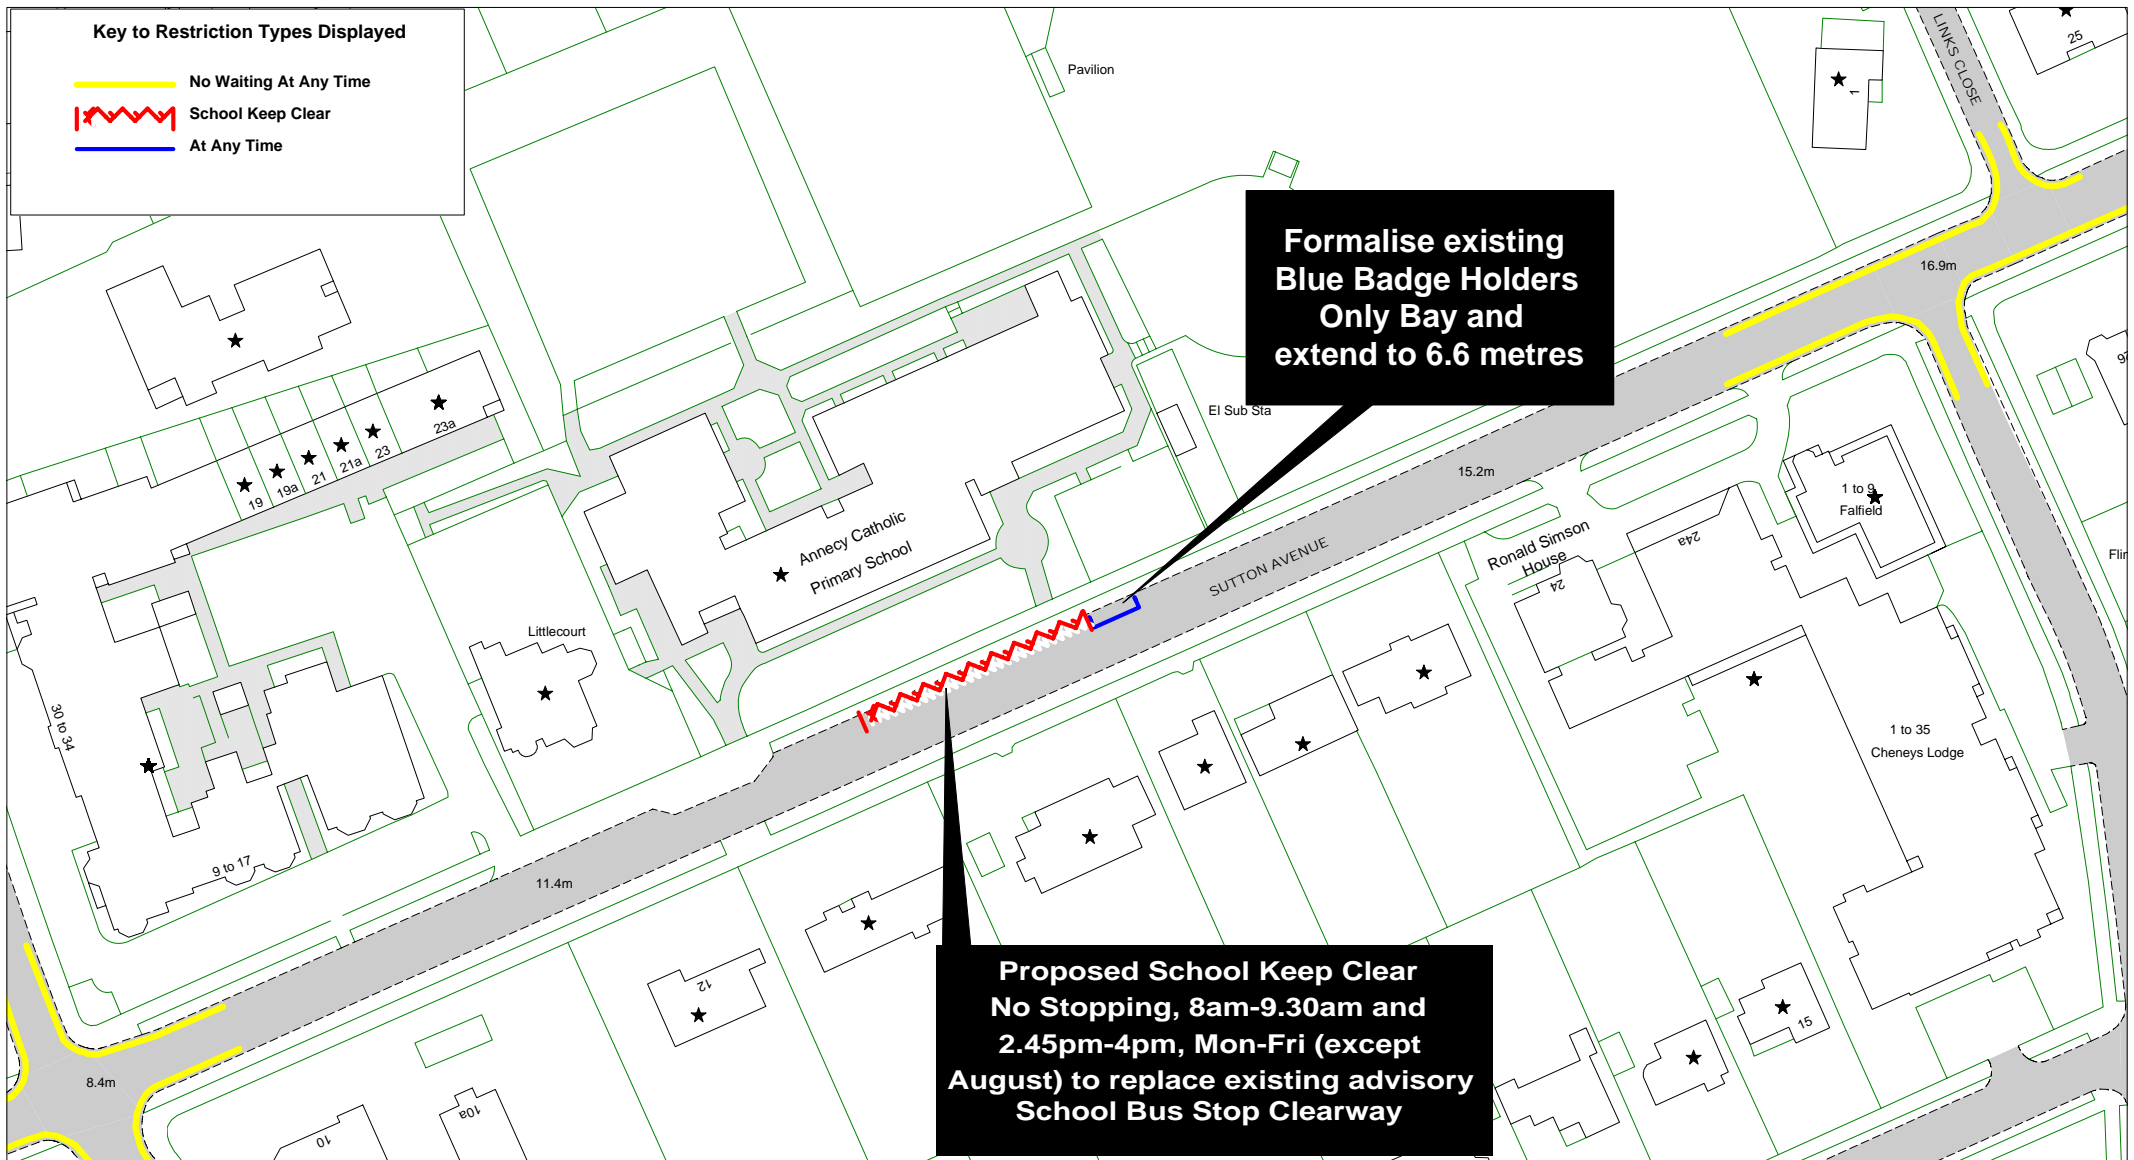 Key to Restriction Types Displayed
No Waiting At Any Time
School Keep Clear
At Any Time
Pavilion
LINKS CLOSE
25
1
Formalise existing
Blue Badge Holders
Only Bay and
extend to 6.6 metres
16.9m
El Sub Sta
15.2m
23a
23
21a
21
19a
19
Annecy Catholic
Primary School
SUTTON AVENUE
Ronald Simson
House
24a
24
1 to 9
Falfield
Littlecourt
30 to 34
9 to 17
11.4m
1 to 35
Cheneys Lodge
12
Proposed School Keep Clear
No Stopping, 8am-9.30am and
2.45pm-4pm, Mon-Fri (except
August) to replace existing advisory
School Bus Stop Clearway
15
8.4m
10
10a